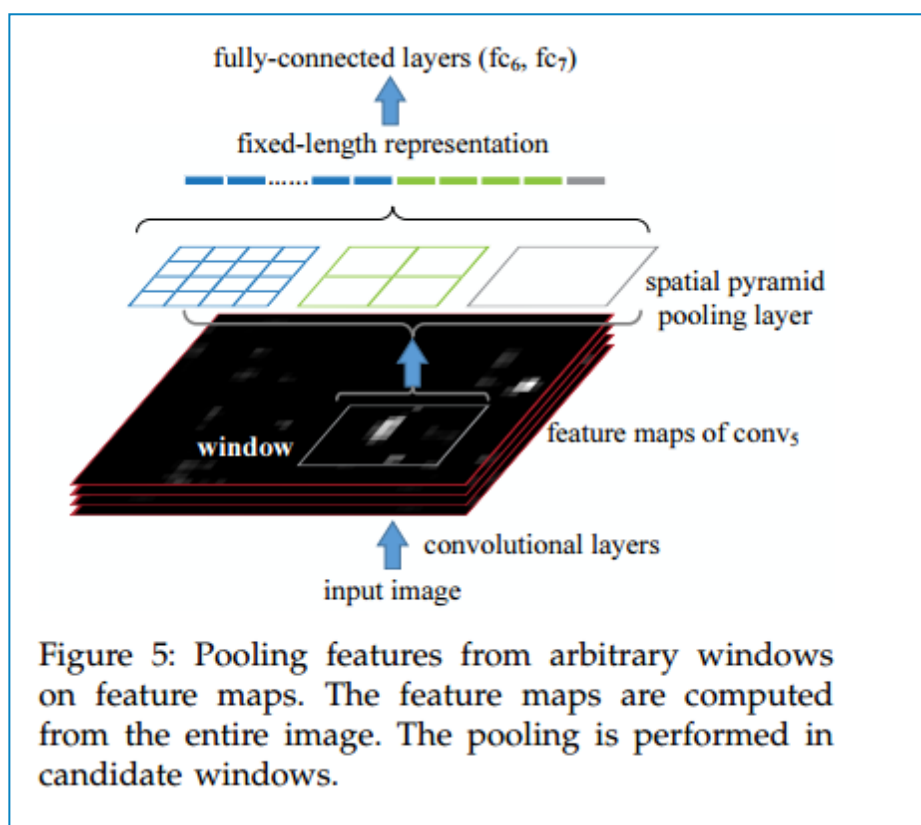 fully-connected layers (fc₆, fc₇)
fixed-length representation
......
spatial pyramid
pooling layer
window
feature maps of conv₅
convolutional layers
input image
Figure 5: Pooling features from arbitrary windows
on feature maps. The feature maps are computed
from the entire image. The pooling is performed in
candidate windows.